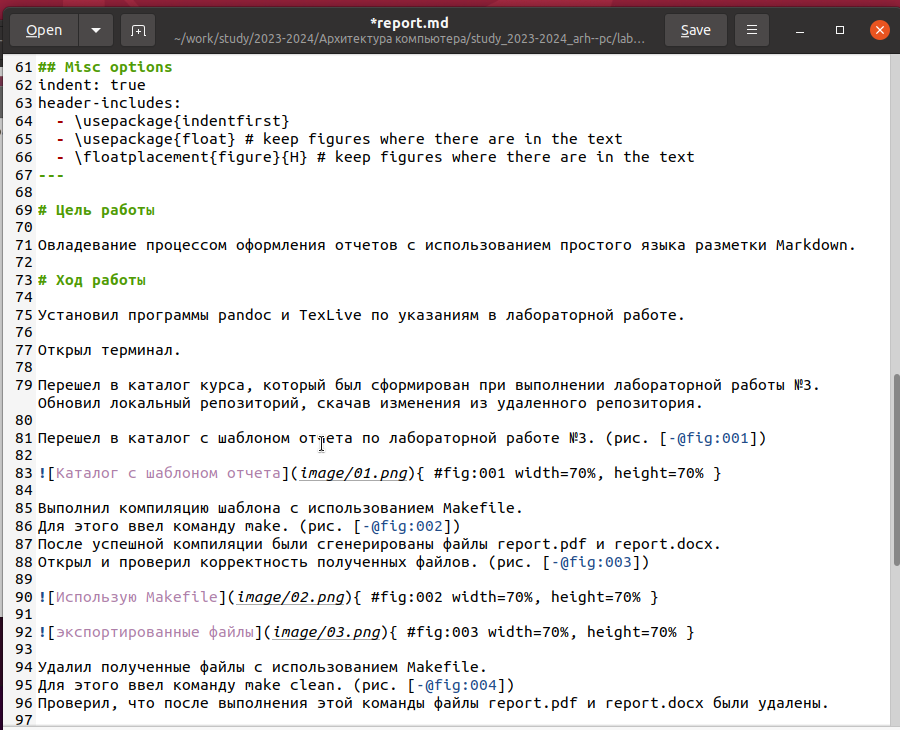 Open
*report.md
~/work/study/2023-2024/Архитектура компьютера/study_2023-2024_arh--pc/lab…
Save
61 ## Misc options
62 indent: true
63 header-includes:
64   - \usepackage{indentfirst}
65   - \usepackage{float} # keep figures where there are in the text
66   - \floatplacement{figure}{H} # keep figures where there are in the text
67 ---
68
69 # Цель работы
70
71 Овладевание процессом оформления отчетов с использованием простого языка разметки Markdown.
72
73 # Ход работы
74
75 Установил программы pandoc и TexLive по указаниям в лабораторной работе.
76
77 Открыл терминал.
78
79 Перешел в каталог курса, который был сформирован при выполнении лабораторной работы №3.
Обновил локальный репозиторий, скачав изменения из удаленного репозитория.
80
81 Перешел в каталог с шаблоном отчета по лабораторной работе №3. (рис. [-@fig:001])
82
83 ![Каталог с шаблоном отчета](image/01.png){ #fig:001 width=70%, height=70% }
84
85 Выполнил компиляцию шаблона с использованием Makefile.
86 Для этого ввел команду make. (рис. [-@fig:002])
87 После успешной компиляции были сгенерированы файлы report.pdf и report.docx.
88 Открыл и проверил корректность полученных файлов. (рис. [-@fig:003])
89
90 ![Использую Makefile](image/02.png){ #fig:002 width=70%, height=70% }
91
92 ![экспортированные файлы](image/03.png){ #fig:003 width=70%, height=70% }
93
94 Удалил полученные файлы с использованием Makefile.
95 Для этого ввел команду make clean. (рис. [-@fig:004])
96 Проверил, что после выполнения этой команды файлы report.pdf и report.docx были удалены.
97